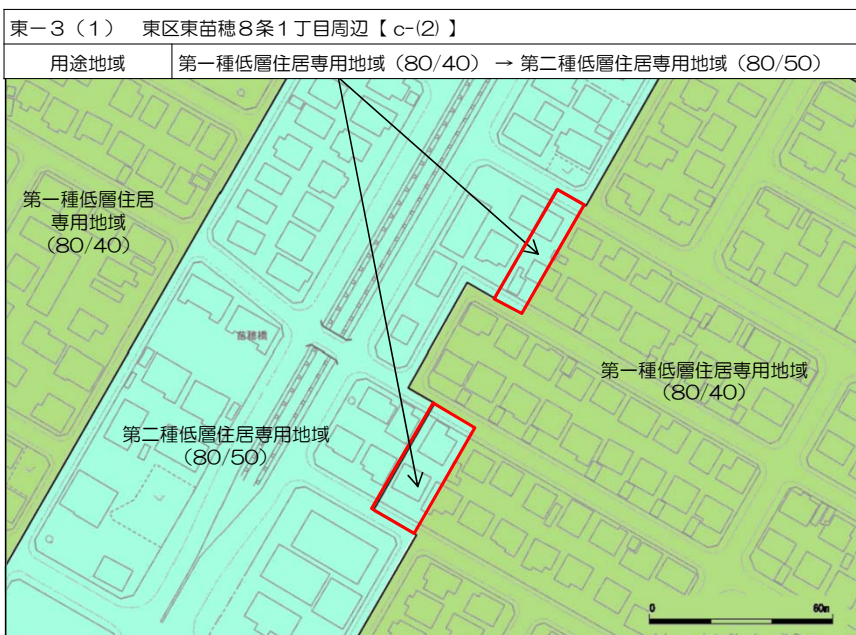 東－3（1）　東区東苗穂８条１丁目周辺【 c-(2) 】
用途地域　第一種低層住居専用地域（80/40）　→　第二種低層住居専用地域（80/50）
第一種低層住居
専用地域
（80/40）
苗穂橋
第一種低層住居専用地域
（80/40）
第二種低層住居専用地域
（80/50）
0　60m